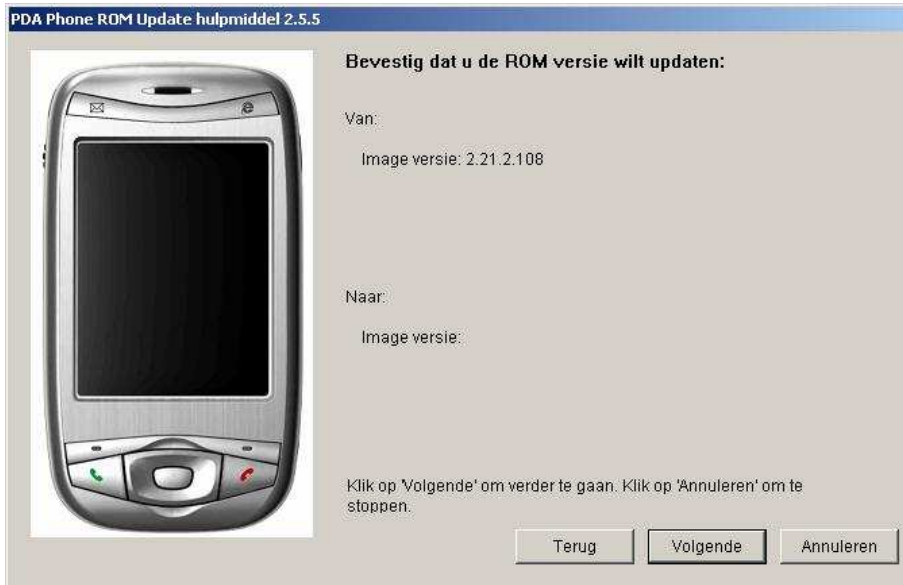 PDA Phone ROM Update hulpmiddel 2.5.5
Bevestig dat u de ROM versie wilt updaten:
Van:
Image versie: 2.21.2.108
Naar:
Image versie:
Klik op 'Volgende' om verder te gaan. Klik op 'Annuleren' om te
stoppen.
Terug
Volgende
Annuleren